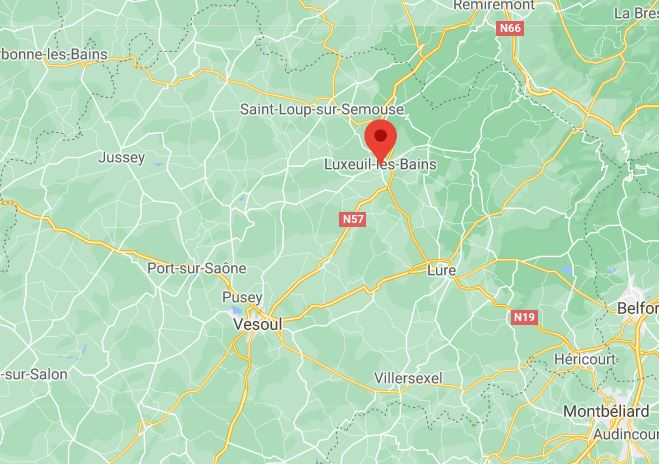 Remiremont
La Bres
N66
rbonne-les-Bains
Saint-Loup-sur-Semouse
Jussey
Luxeuil-les-Bains
N57
Port-sur-Saône
Lure
Pusey
Vesoul
N19
Belfor
Héricourt
-sur-Salon
Villersexel
Montbéliard
Audincour